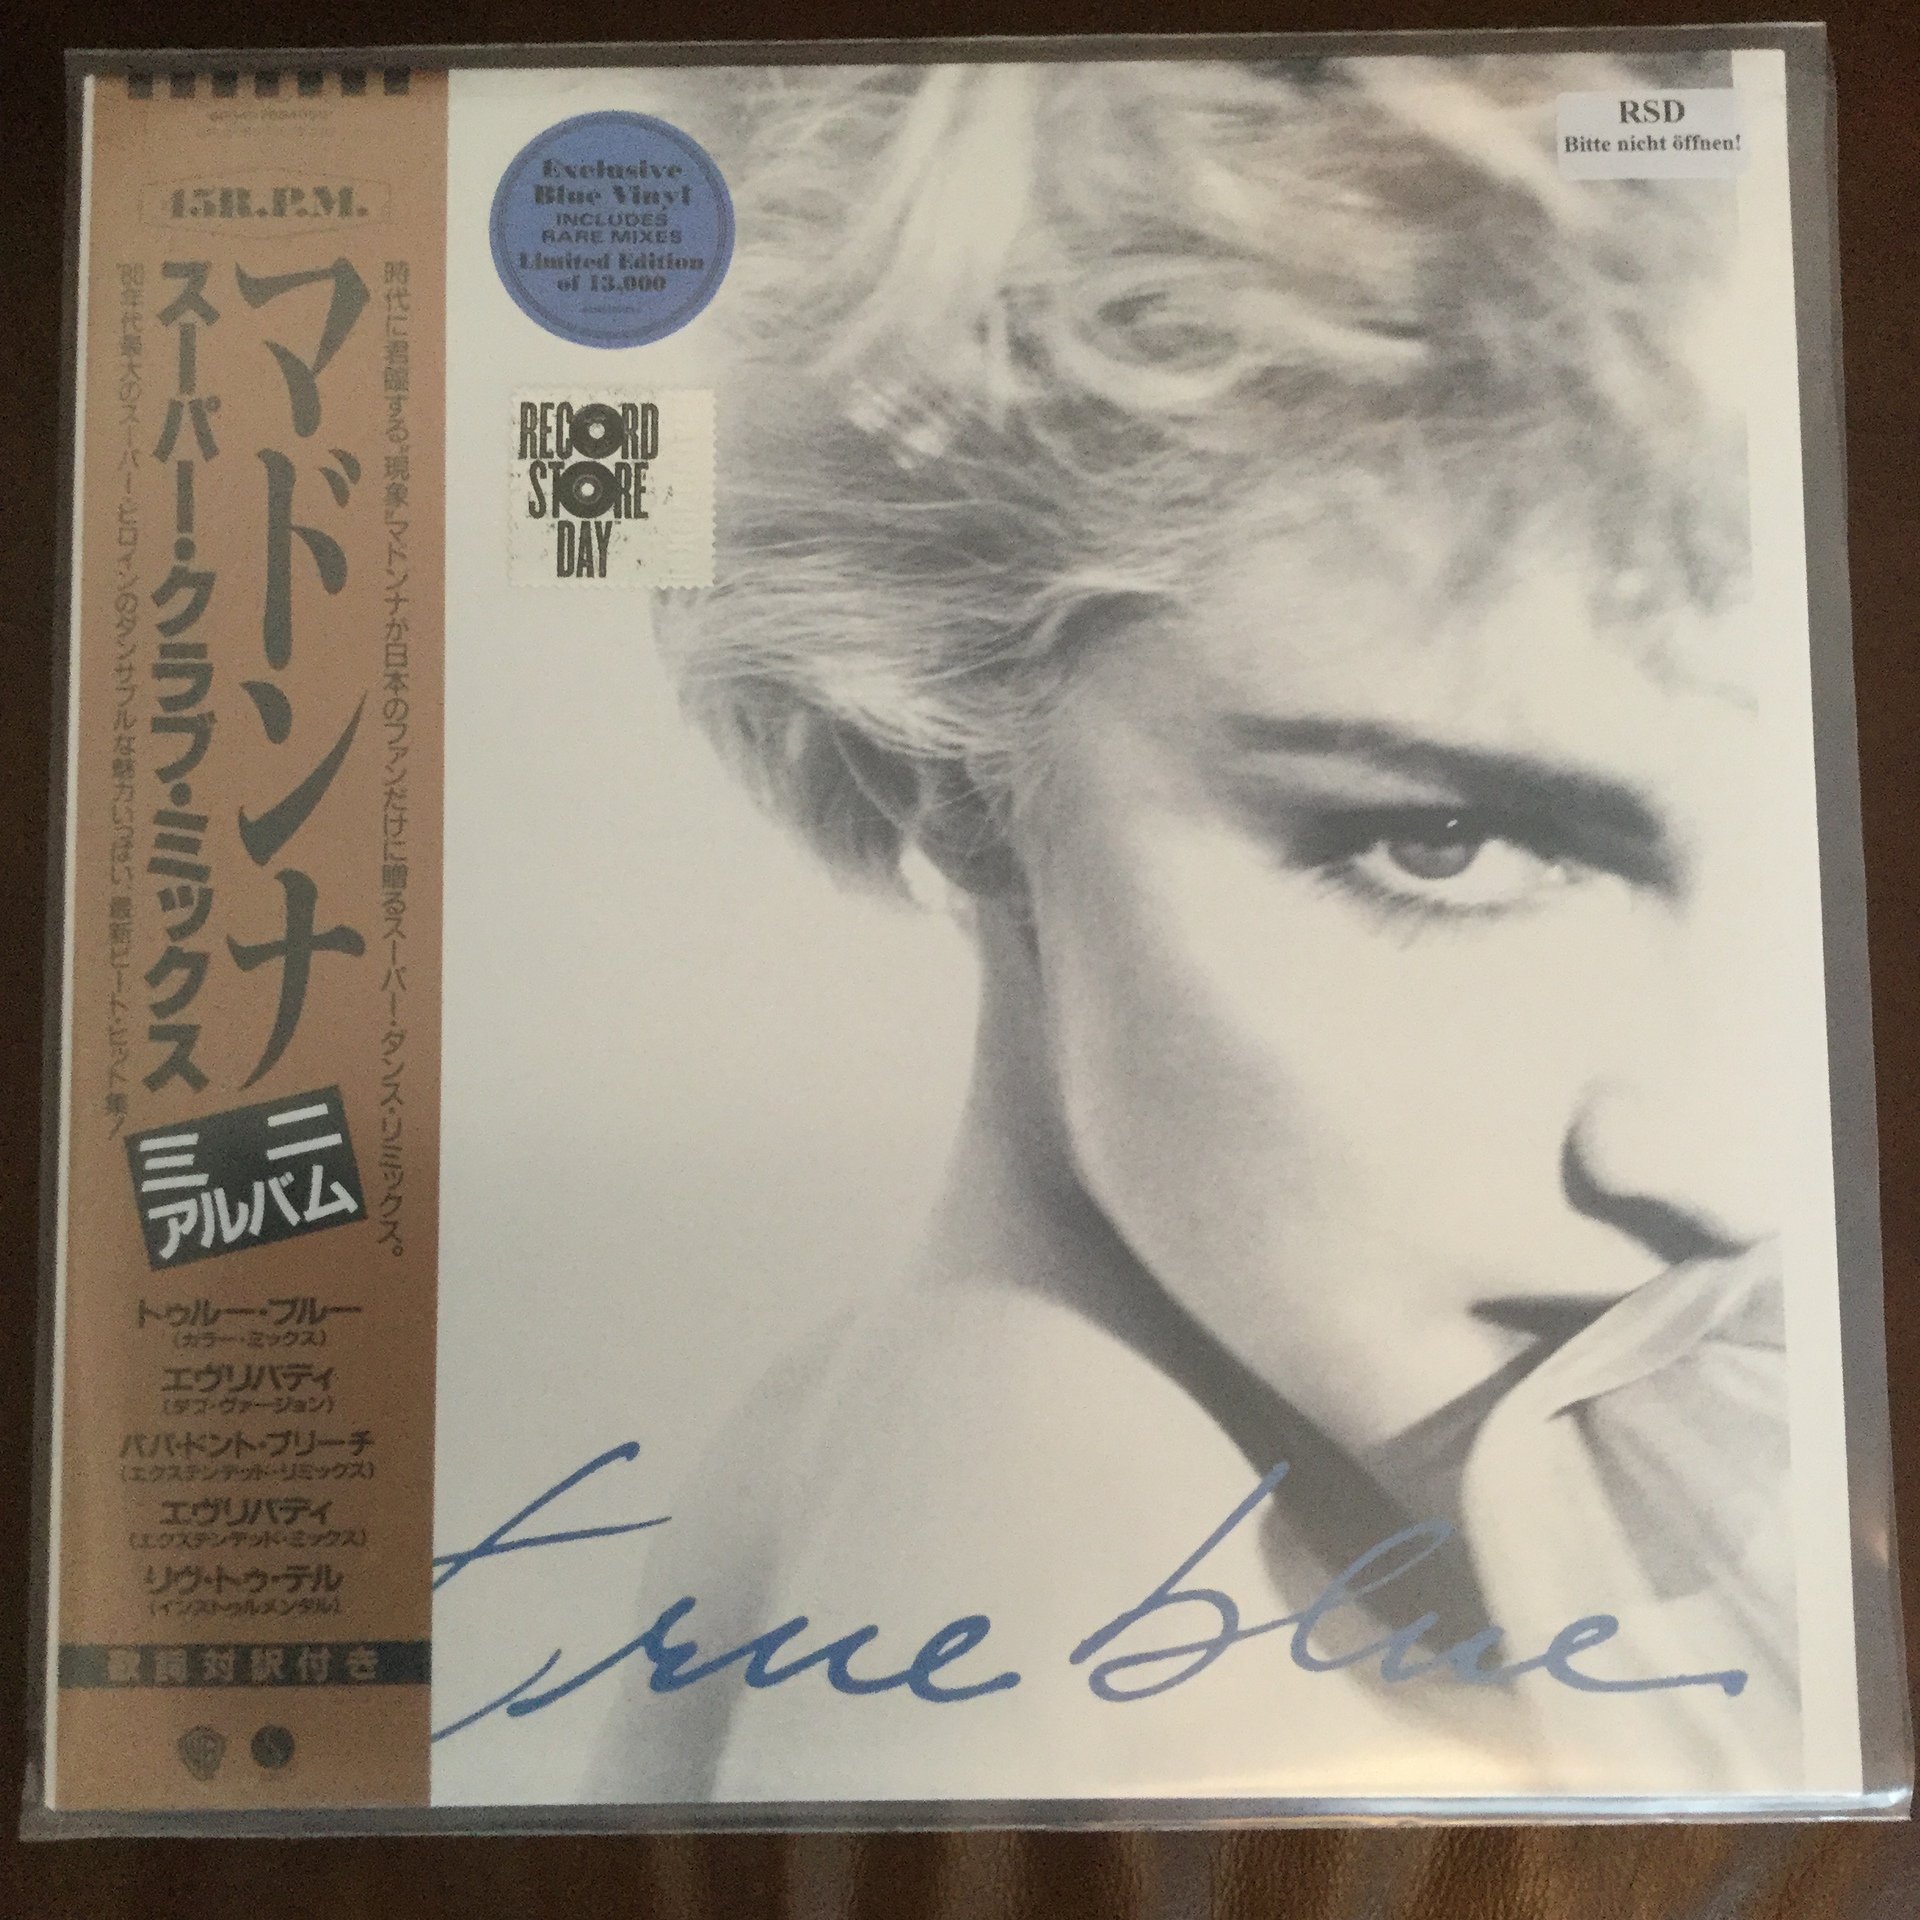 45R.P.M.
時代に君臨する“現象”マドンナが日本のファンだけに贈るスーパー・ダンス・リミックス。
マドンナ
スーパー・クラブ・ミックス
'80年代最大のスーパー・ヒロインのダンサブルな魅力いっぱい、最新ビート・ヒット集!
ミニ
アルバム
トゥルー・ブルー
(カラー・ミックス)
エヴリバディ
(ダブ・ヴァージョン)
パパ・ドント・プリーチ
(エクステンデッド・リミックス)
エヴリバディ
(エクステンデッド・ミックス)
リヴ・トゥ・テル
(インストゥルメンタル)
歌詞対訳付き
Exclusive
Blue Vinyl
INCLUDES
RARE MIXES
Limited Edition
of 13,000
RECORD
STORE
DAY
RSD
Bitte nicht öffnen!
true blue